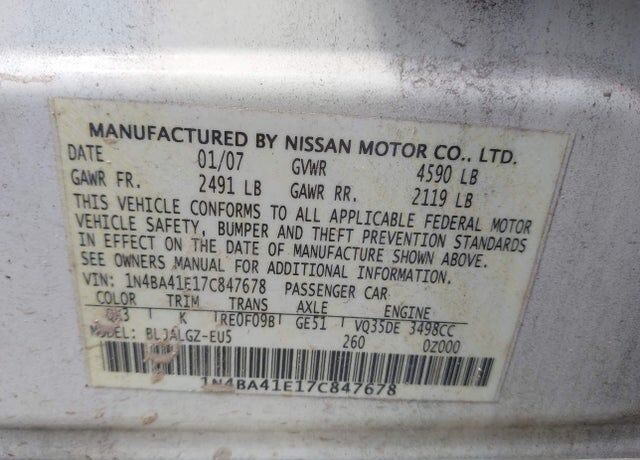 MANUFACTURED BY NISSAN MOTOR CO., LTD.
DATE 01/07 GVWR 4590 LB
GAWR FR. 2491 LB GAWR RR. 2119 LB
THIS VEHICLE CONFORMS TO ALL APPLICABLE FEDERAL MOTOR
VEHICLE SAFETY, BUMPER AND THEFT PREVENTION STANDARDS
IN EFFECT ON THE DATE OF MANUFACTURE SHOWN ABOVE.
SEE OWNERS MANUAL FOR ADDITIONAL INFORMATION.
VIN: 1N4BA41E17C847678 PASSENGER CAR
COLOR TRIM TRANS AXLE ENGINE
K RE0F09B GE51 VQ35DE 3498CC
MODEL: BLJALGZ-EU5 260 0Z000
1N4BA41E17C847678